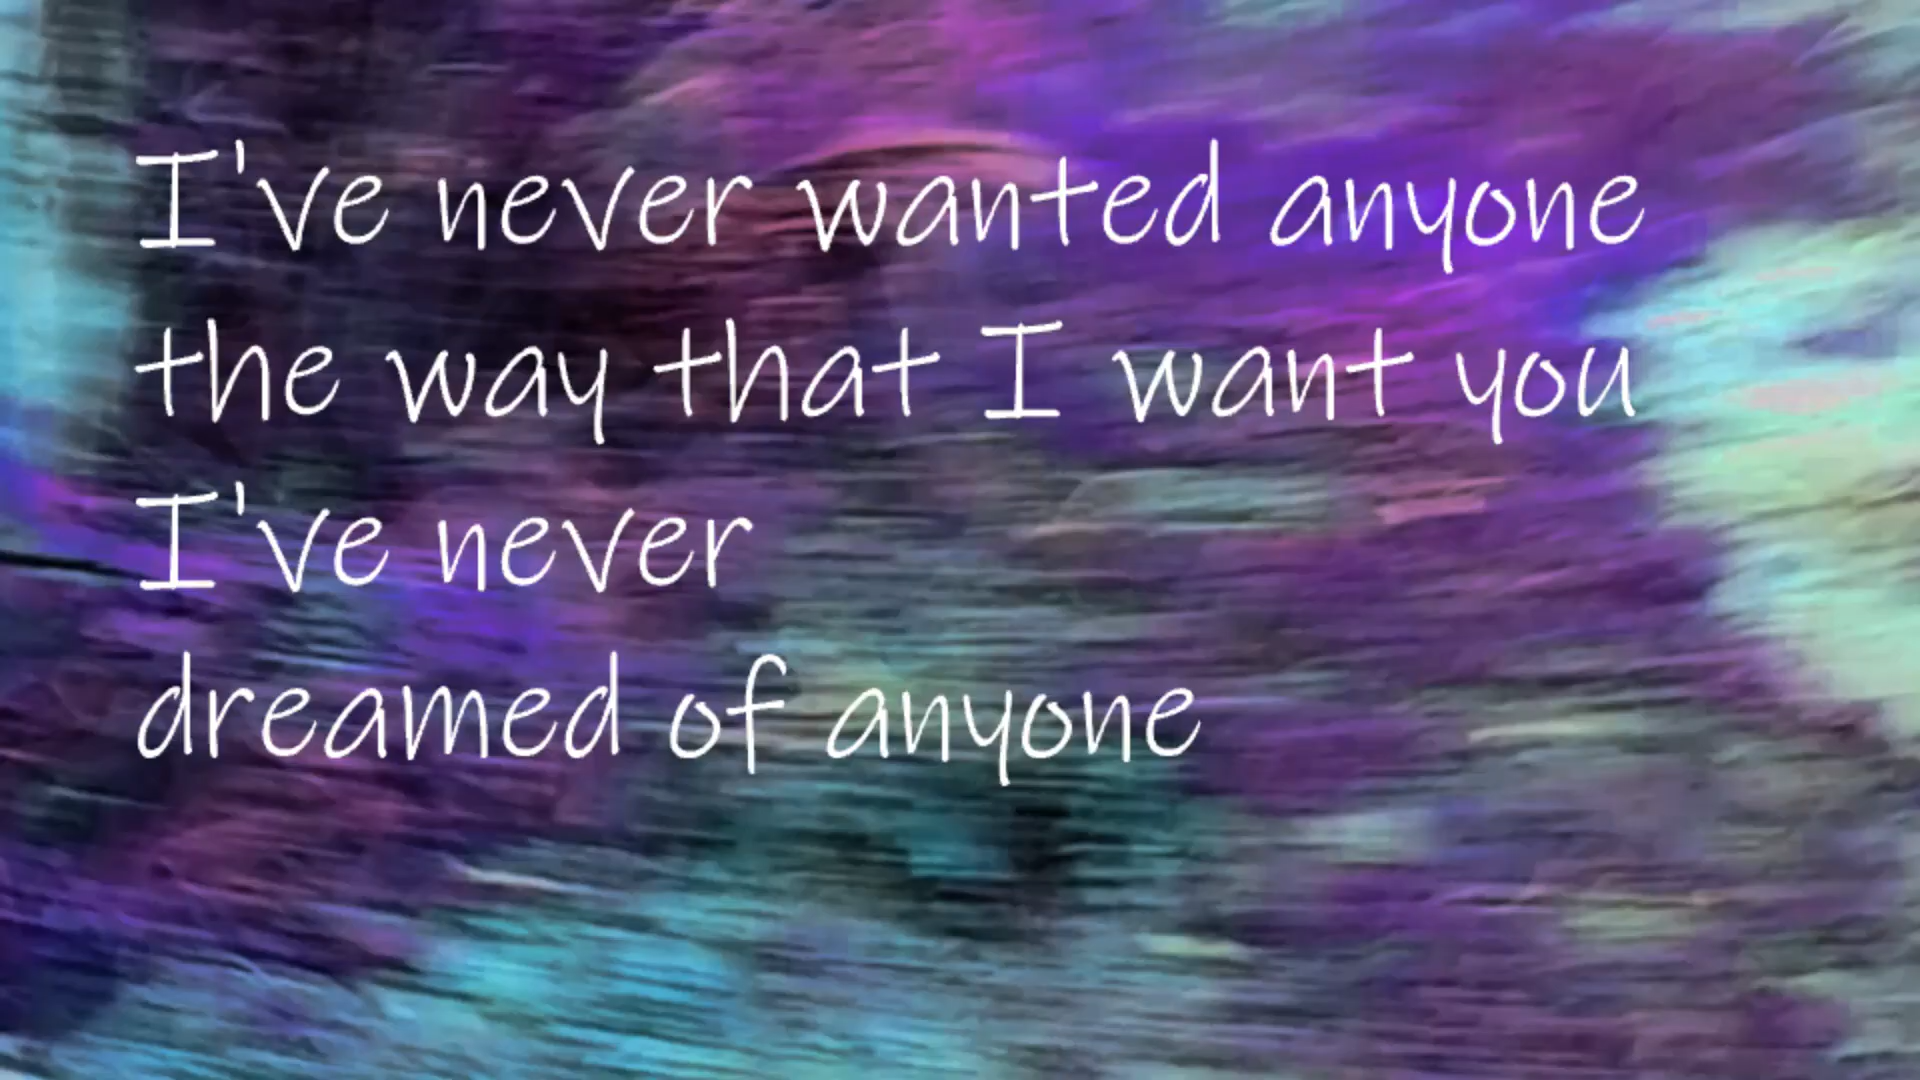 I've never wanted anyone
the way that I want you
I've never
dreamed of anyone